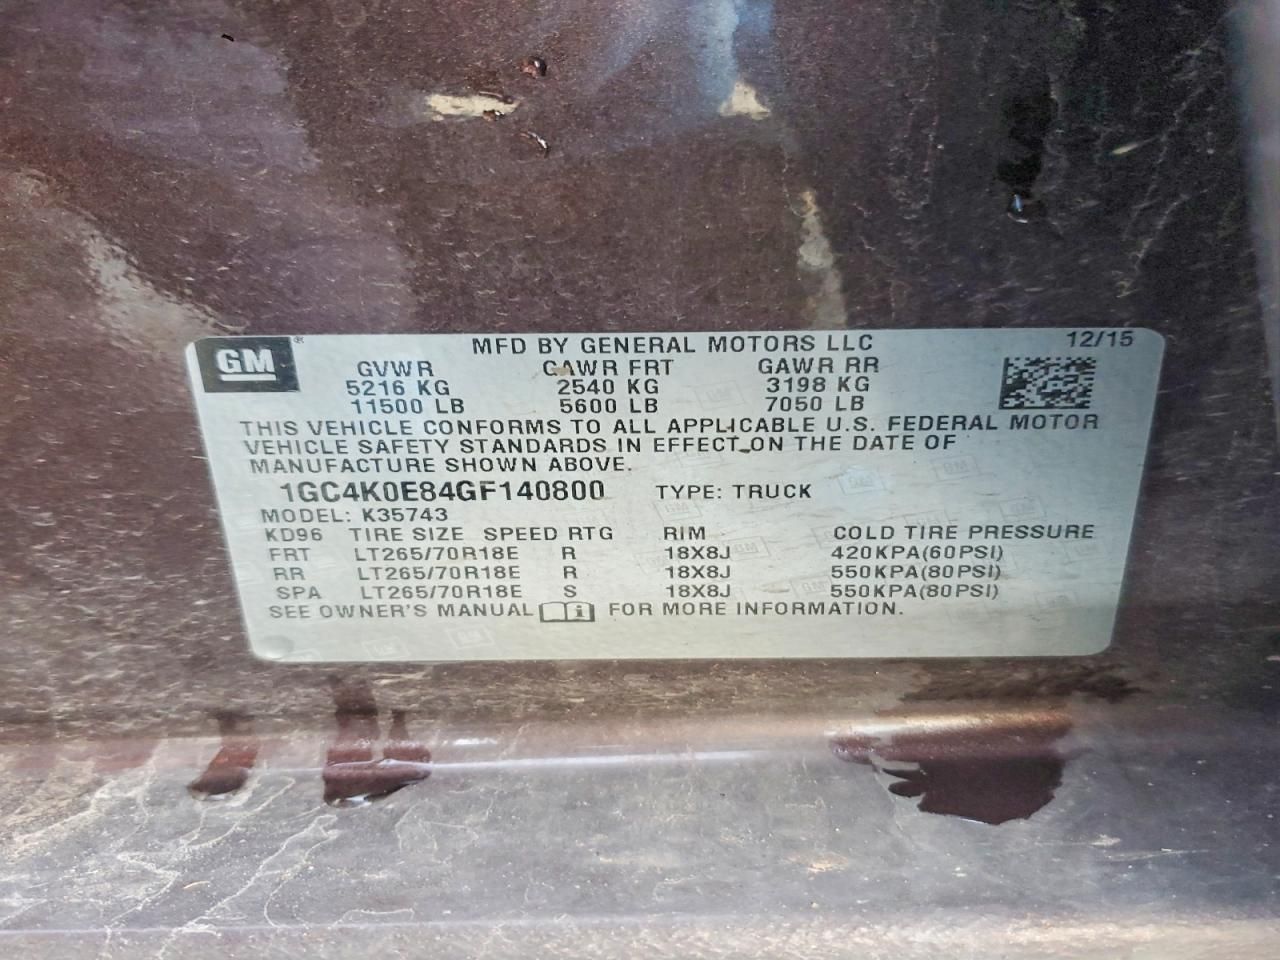 GM ® MFD BY GENERAL MOTORS LLC 12/15
GVWR GAWR FRT GAWR RR
5216 KG 2540 KG 3198 KG
11500 LB 5600 LB 7050 LB
THIS VEHICLE CONFORMS TO ALL APPLICABLE U.S. FEDERAL MOTOR
VEHICLE SAFETY STANDARDS IN EFFECT ON THE DATE OF
MANUFACTURE SHOWN ABOVE.
1GC4K0E84GF140800 TYPE: TRUCK
MODEL: K35743
KD96 TIRE SIZE SPEED RTG RIM COLD TIRE PRESSURE
FRT LT265/70R18E R 18X8J 420KPA(60PSI)
RR LT265/70R18E R 18X8J 550KPA(80PSI)
SPA LT265/70R18E S 18X8J 550KPA(80PSI)
SEE OWNER'S MANUAL FOR MORE INFORMATION.